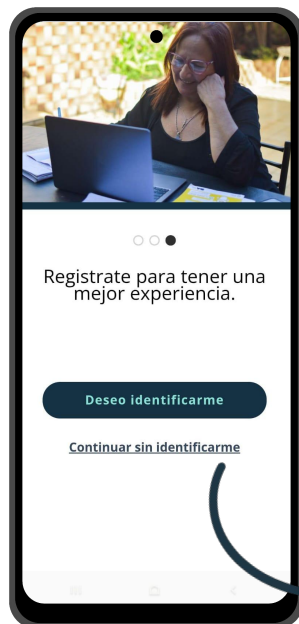 Registrate para tener una
mejor experiencia.
Deseo identificarme
Continuar sin identificarme